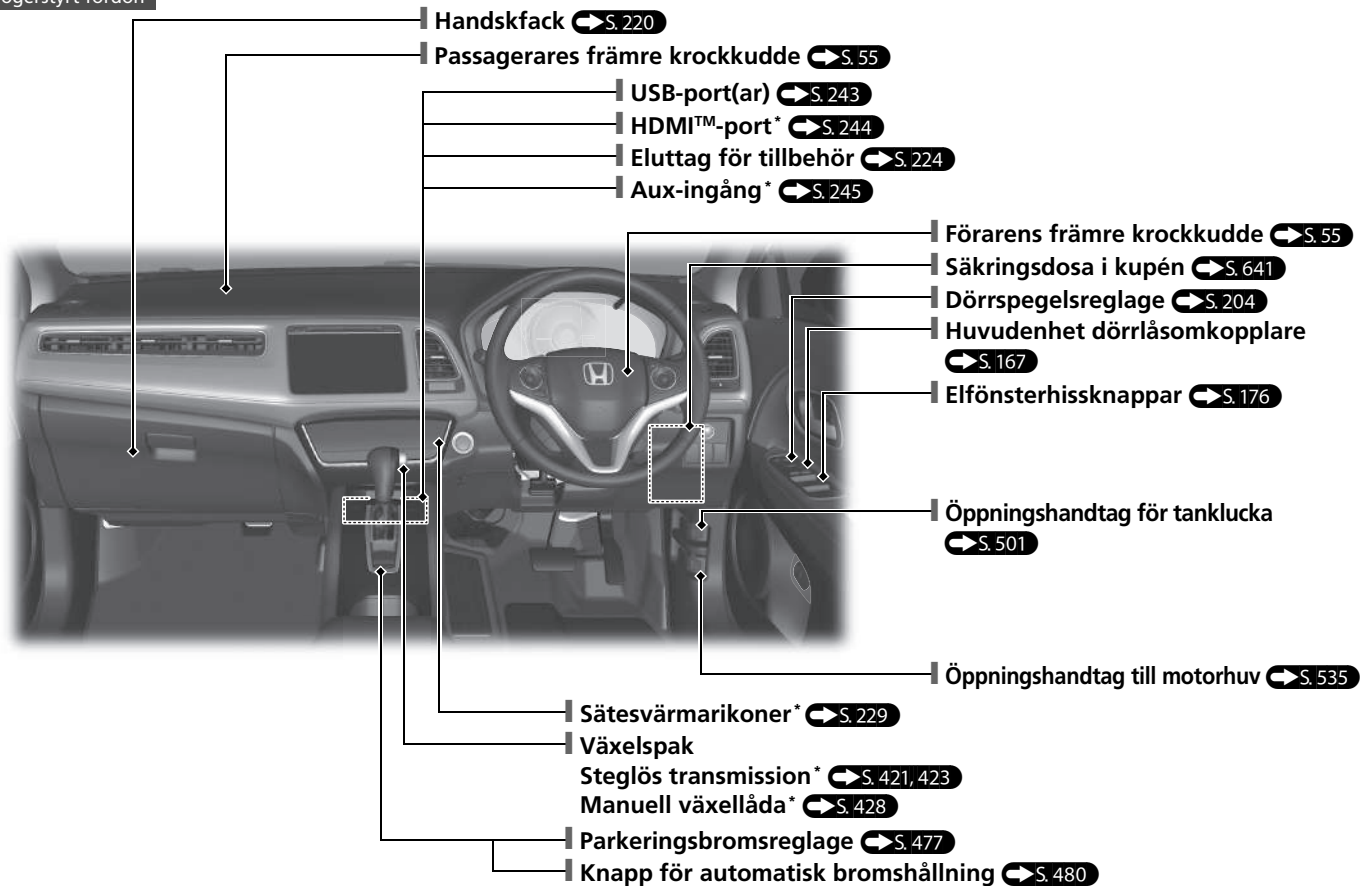 Handskfack S. 220
Passagerares främre krockkudde S. 55
USB-port(ar) S. 243
HDMI™-port* S. 244
Eluttag för tillbehör S. 224
Aux-ingång* S. 245
Förarens främre krockkudde S. 55
Säkringsdosa i kupén S. 641
Dörrspegelsreglage S. 204
Huvudenhet dörrlåsomkopplare
S. 167
Elfönsterhissknappar S. 176
Öppningshandtag för tanklucka
S. 501
Öppningshandtag till motorhuv S. 535
Sätesvärmarikoner* S. 229
Växelspak
Steglös transmission* S. 421, 423
Manuell växellåda* S. 428
Parkeringsbromsreglage S. 477
Knapp för automatisk bromshållning S. 480